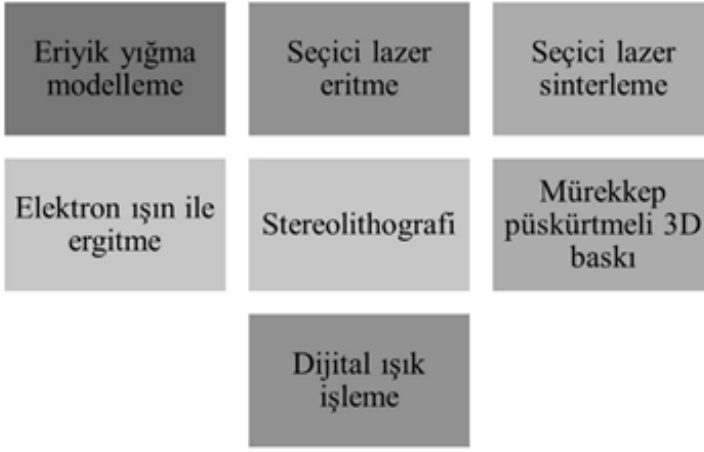 Eriyik yığma
modelleme
Seçici lazer
eritme
Seçici lazer
sinterleme
Elektron ışın ile
ergitme
Stereolithografi
Mürekkep
püskürtmeli 3D
baskı
Dijital ışık
işleme